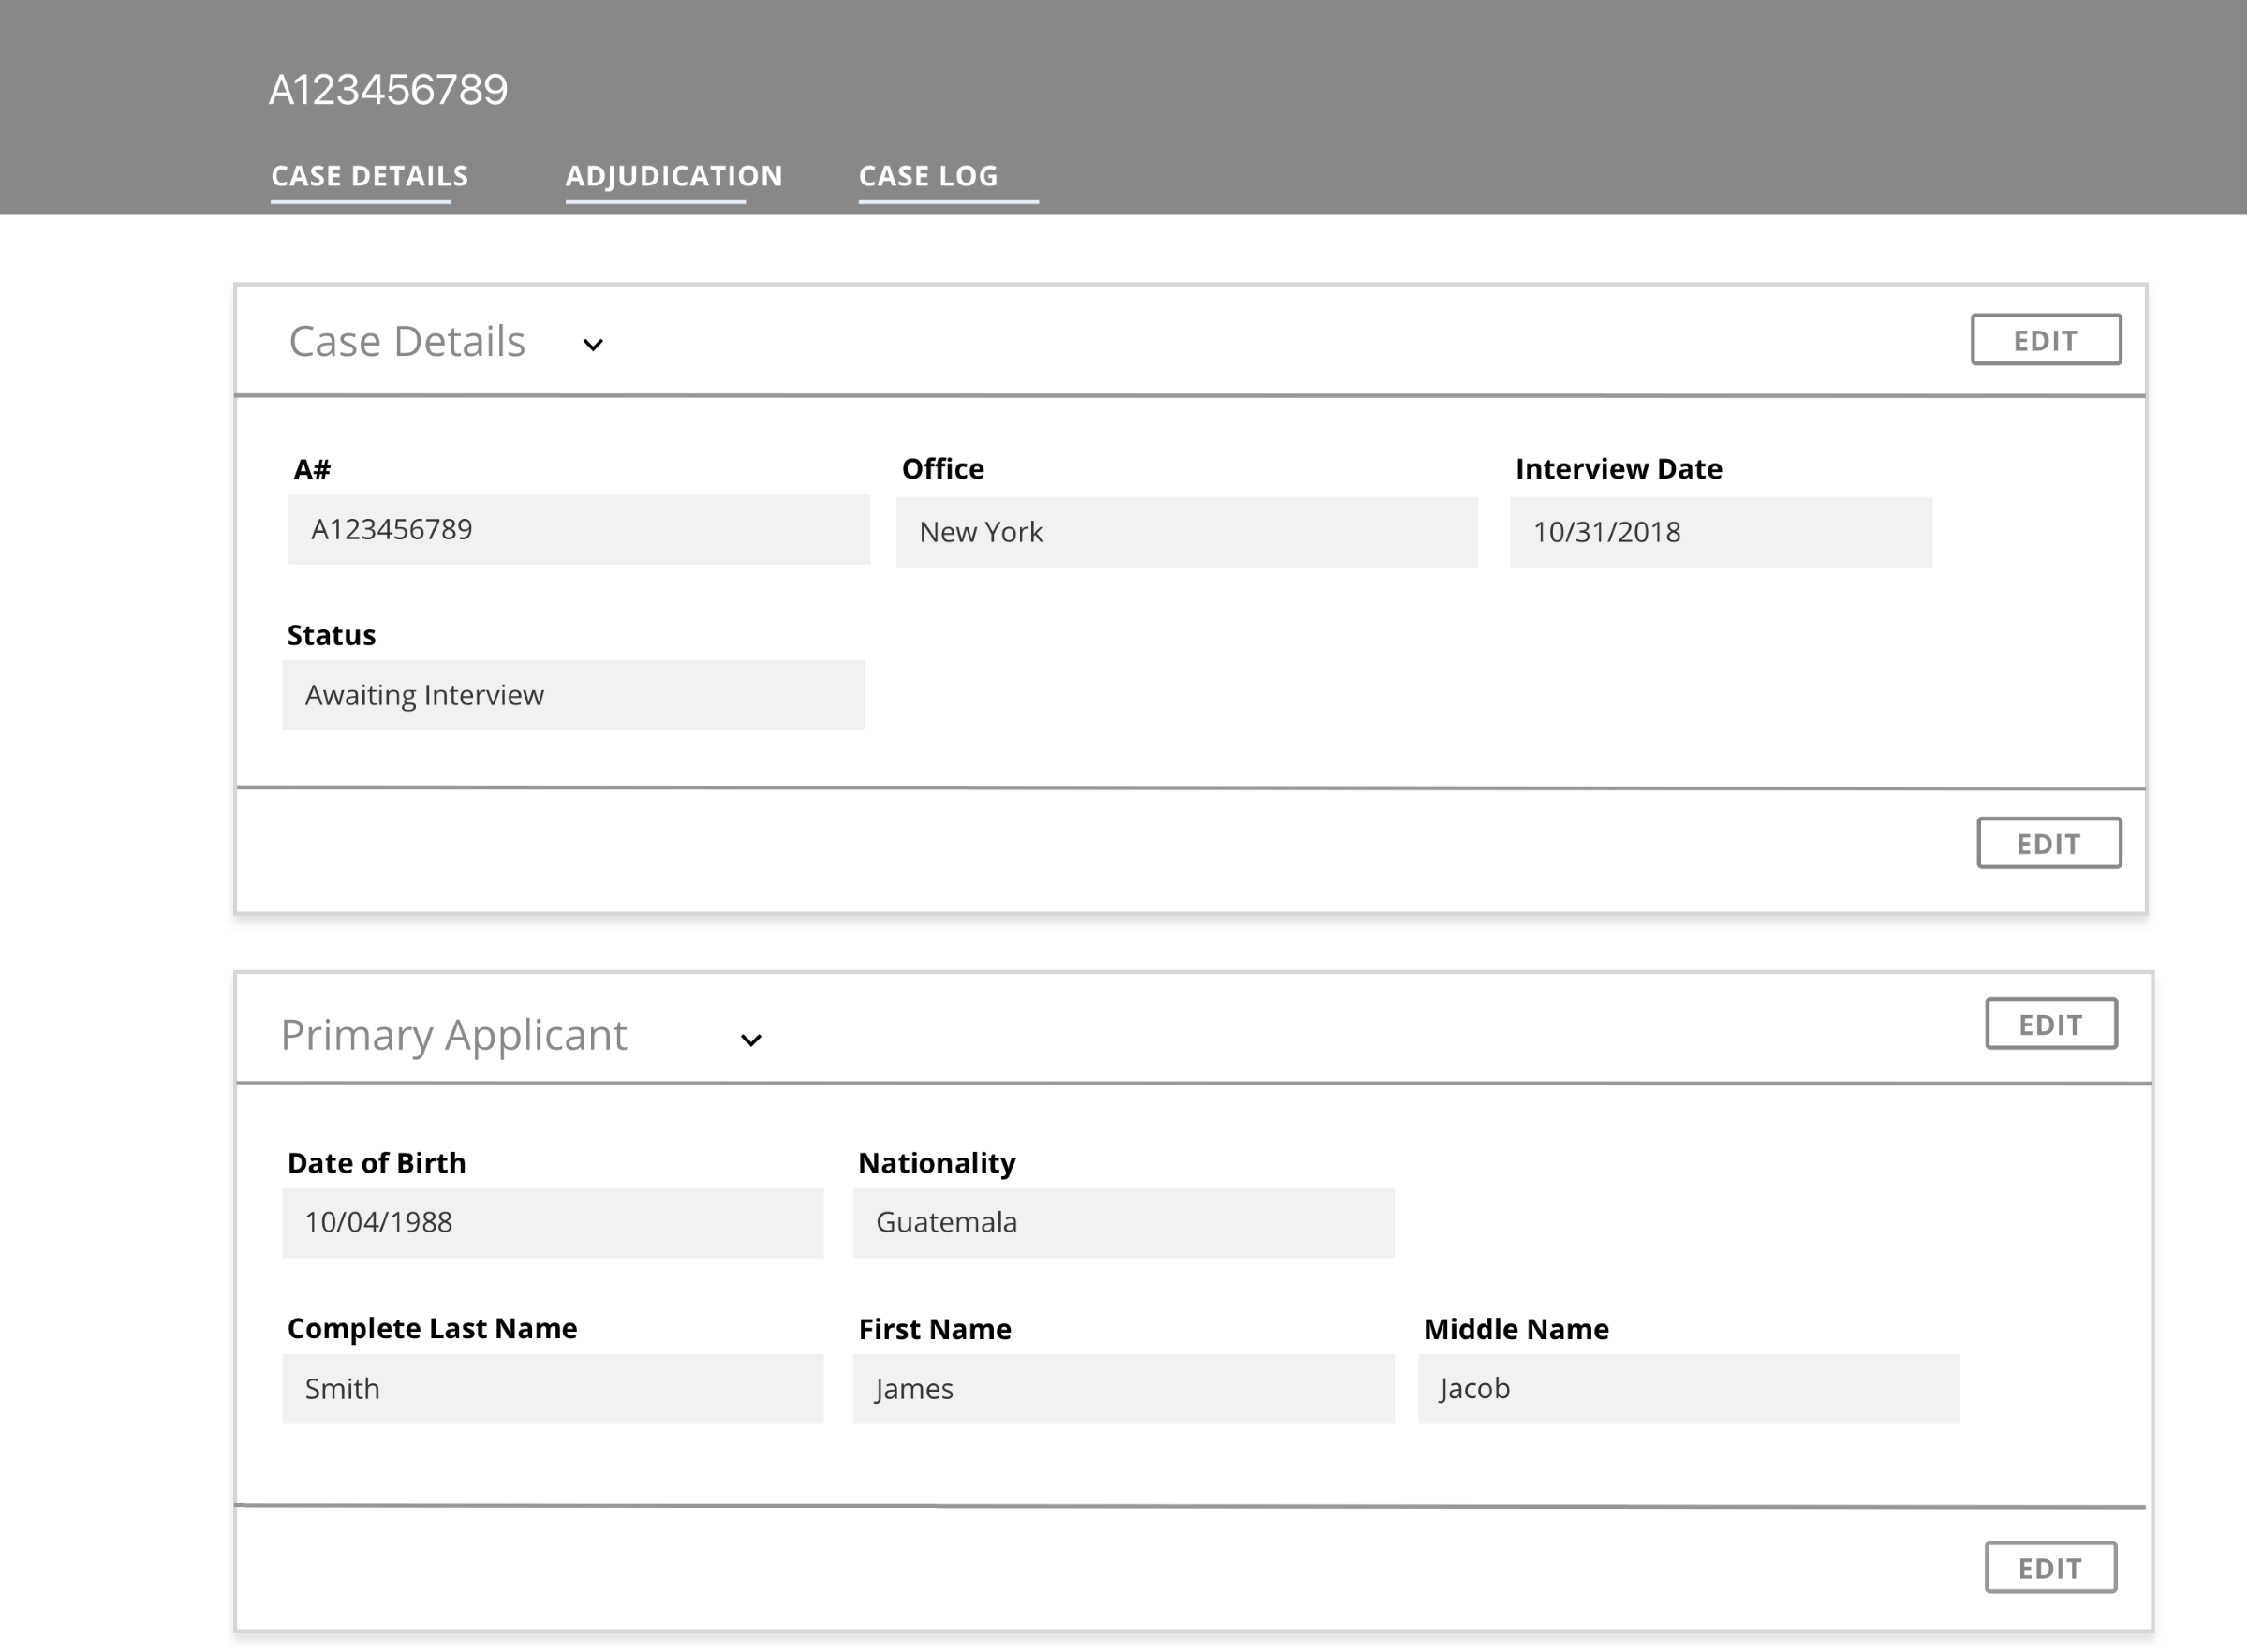 A123456789
CASE DETAILS ADJUDICATION CASE LOG
Case Details EDIT
A# Office Interview Date
A123456789 New York 10/31/2018
Status
Awaiting Interview
EDIT
Primary Applicant EDIT
Date of Birth Nationality
10/04/1988 Guatemala
Complete Last Name First Name Middle Name
Smith James Jacob
EDIT